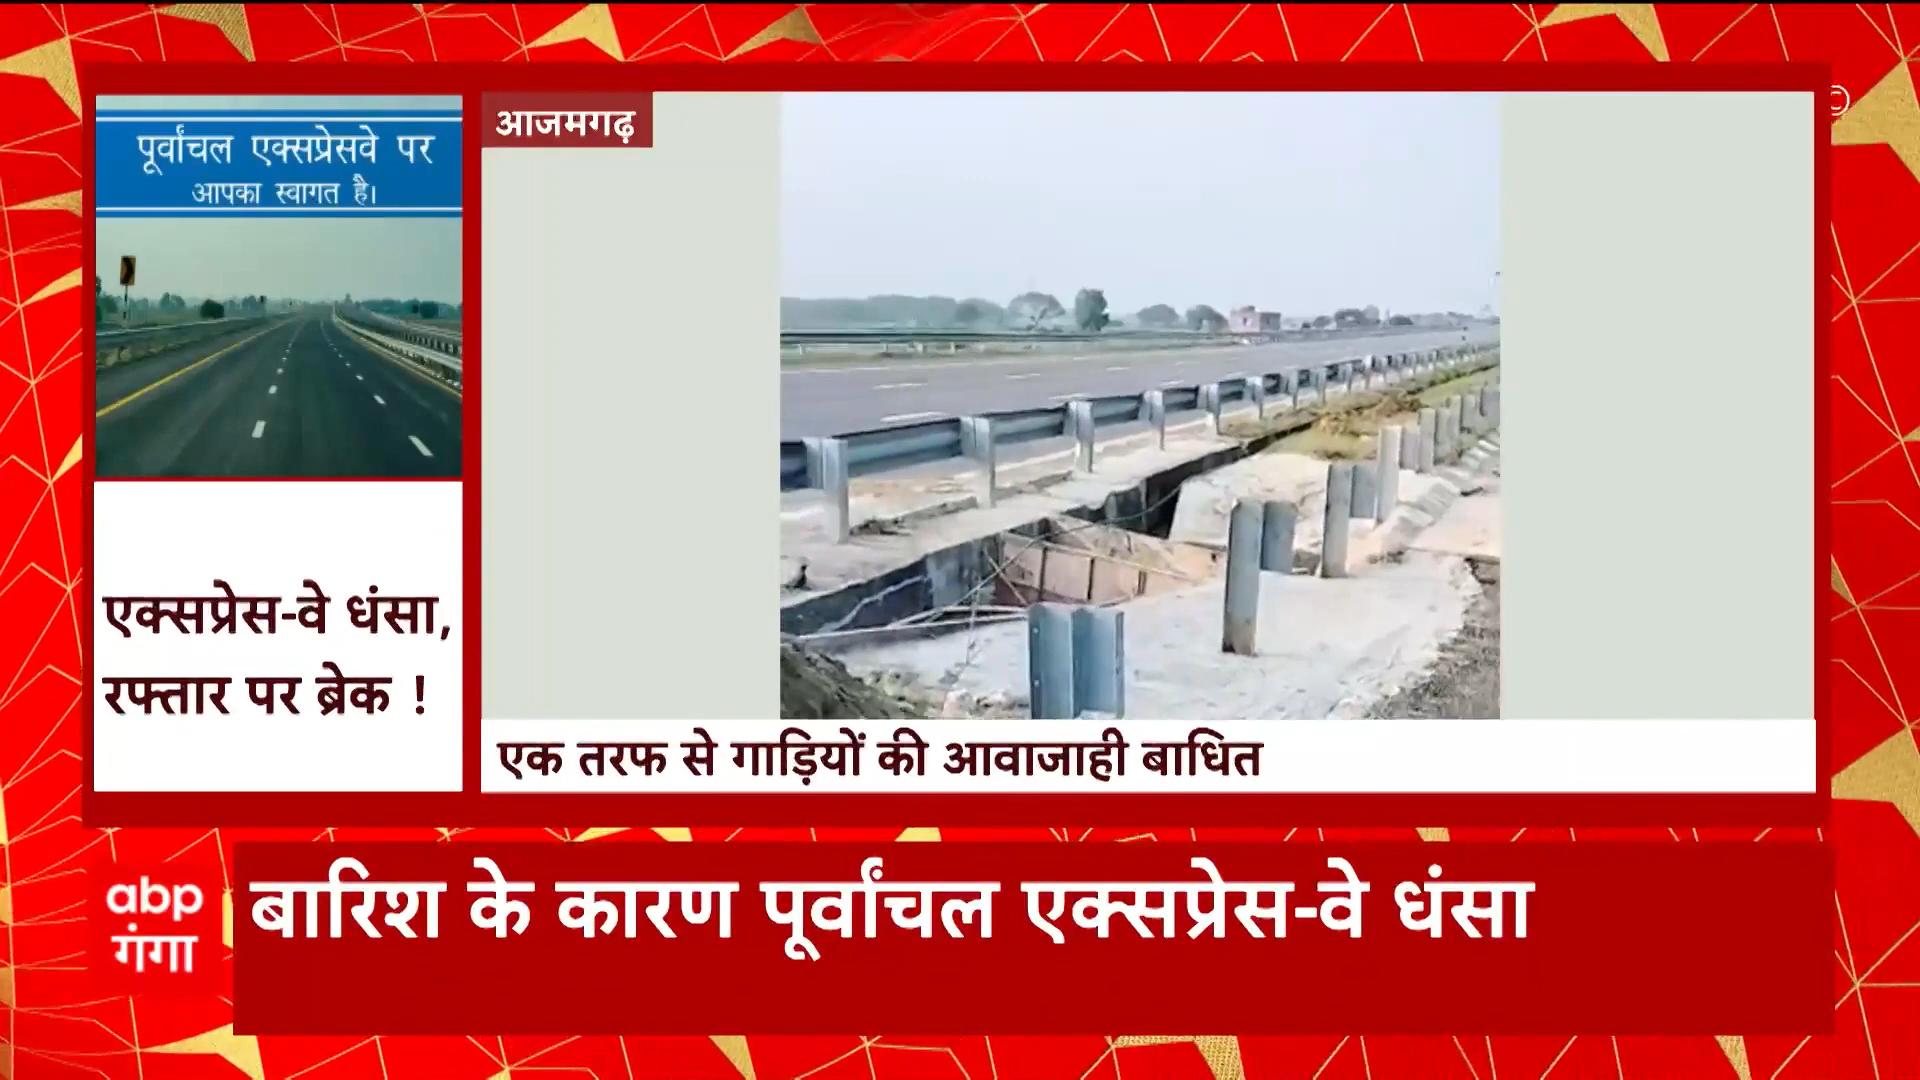 पूर्वांचल एक्सप्रेसवे पर
आपका स्वागत है।
एक्सप्रेस-वे धंसा,
रफ्तार पर ब्रेक !
आजमगढ़
एक तरफ से गाड़ियों की आवाजाही बाधित
abp
गंगा
बारिश के कारण पूर्वांचल एक्सप्रेस-वे धंसा
©